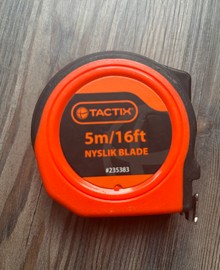 TACTIX
5m/16ft
NYSLIK BLADE
#235383